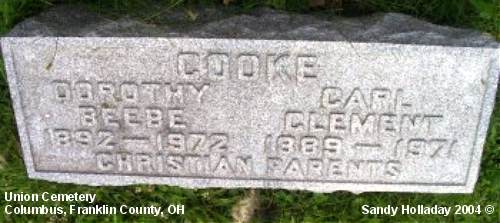 COOKE
DOROTHY CARL
BEEBE CLEMENT
1892 — 1972 1889 — 1971
CHRISTIAN PARENTS
Union Cemetery
Columbus, Franklin County, OH Sandy Holladay 2004 ©